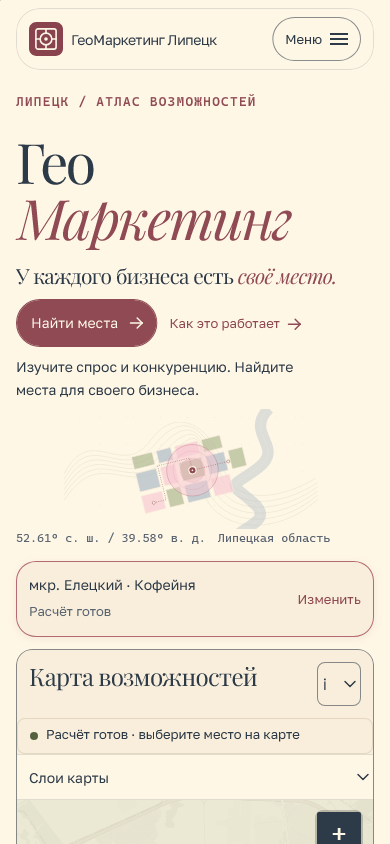 ГеоМаркетинг Липецк
Меню
ЛИПЕЦК / АТЛАС ВОЗМОЖНОСТЕЙ
Гео
Маркетинг
У каждого бизнеса есть своё место.
Найти места →
Как это работает →
Изучите спрос и конкуренцию. Найдите
места для своего бизнеса.
52.61° с. ш. / 39.58° в. д. Липецкая область
мкр. Елецкий · Кофейня
Расчёт готов
Изменить
Карта возможностей
i
Расчёт готов · выберите место на карте
Слои карты
+